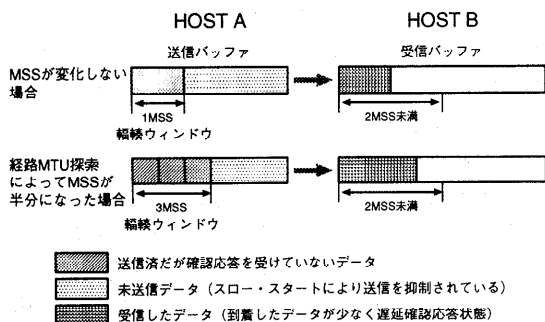 HOST A
HOST B
送信バッファ
受信バッファ
MSSが変化しない
場合
1MSS
輻輳ウィンドウ
2MSS未満
経路MTU探索
によってMSSが
半分になった場合
3MSS
輻輳ウィンドウ
2MSS未満
送信済だが確認応答を受けていないデータ
未送信データ（スロー・スタートにより送信を抑制されている）
受信したデータ（到着したデータが少なく遅延確認応答状態）